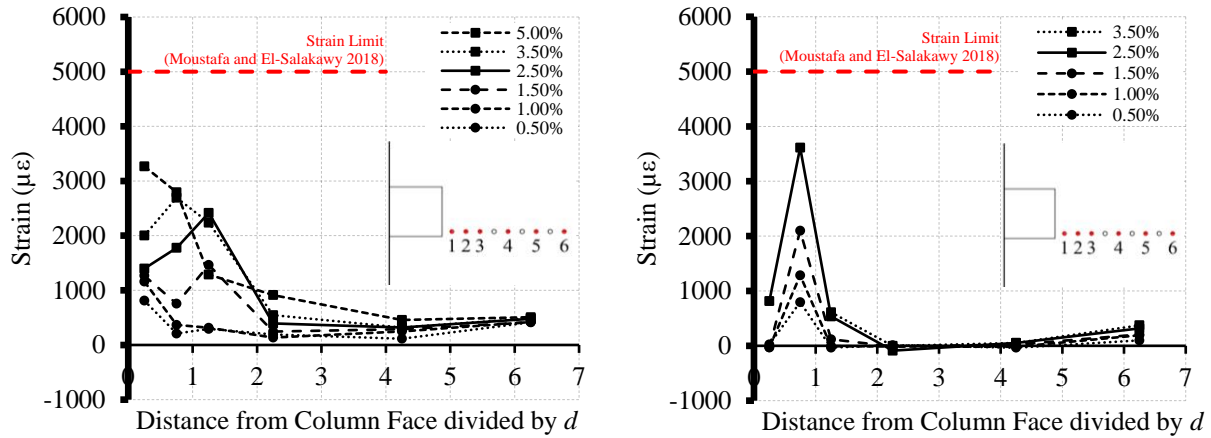 6000
5000
4000
3000
2000
1000
0
-1000
Strain (με)
Strain Limit
(Moustafa and El-Salakawy 2018)
5.00%
3.50%
2.50%
1.50%
1.00%
0.50%
1 2 3 4 5 6
0 1 2 3 4 5 6 7
Distance from Column Face divided by d
6000
5000
4000
3000
2000
1000
0
-1000
Strain (με)
Strain Limit
(Moustafa and El-Salakawy 2018)
3.50%
2.50%
1.50%
1.00%
0.50%
1 2 3 4 5 6
0 1 2 3 4 5 6 7
Distance from Column Face divided by d